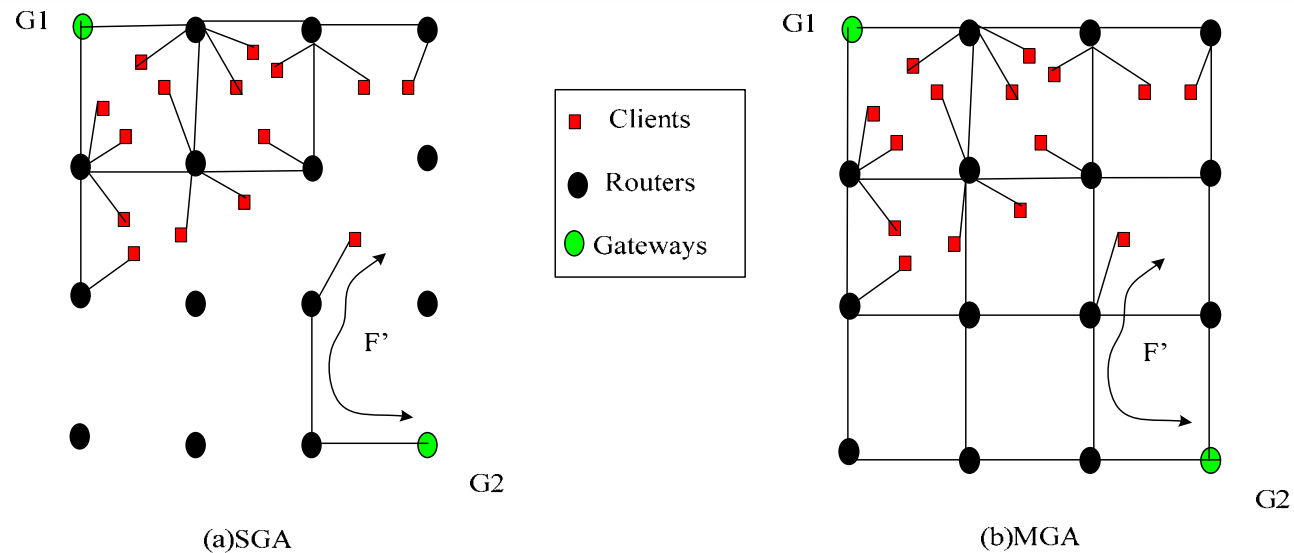 G1
G1
Clients
Routers
Gateways
F’
F’
G2
G2
(a)SGA
(b)MGA